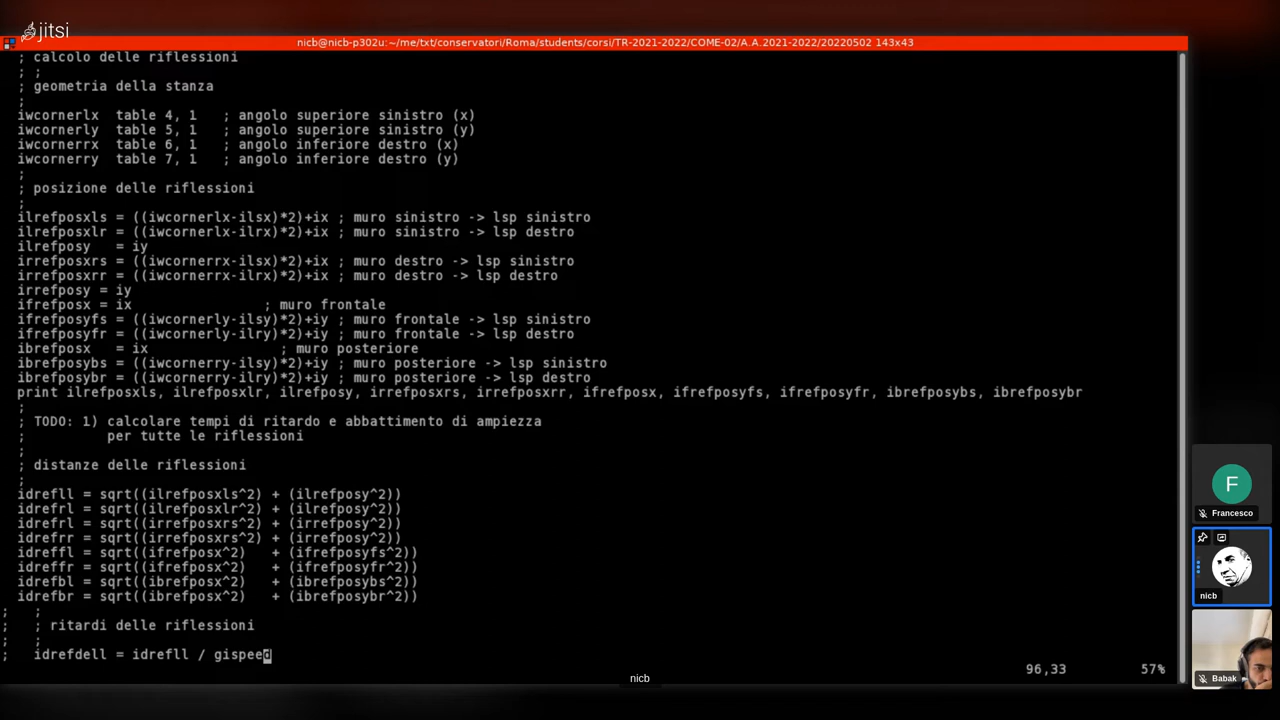 jitsi
nicb@nicb-p302u:~/me/txt/conservatori/Roma/students/corsi/TR-2021-2022/COME-02/A.A.2021-2022/20220502 143x43
; calcolo delle riflessioni
; ;
; geometria della stanza
;
iwcornerlx  table 4, 1   ; angolo superiore sinistro (x)
iwcornerly  table 5, 1   ; angolo superiore sinistro (y)
iwcornerrx  table 6, 1   ; angolo inferiore destro (x)
iwcornerry  table 7, 1   ; angolo inferiore destro (y)
;
; posizione delle riflessioni
;
ilrefposxls = ((iwcornerlx-ilsx)*2)+ix ; muro sinistro -> lsp sinistro
ilrefposxlr = ((iwcornerlx-ilrx)*2)+ix ; muro sinistro -> lsp destro
ilrefposy   = iy
irrefposxrs = ((iwcornerrx-ilsx)*2)+ix ; muro destro -> lsp sinistro
irrefposxrr = ((iwcornerrx-ilrx)*2)+ix ; muro destro -> lsp destro
irrefposy = iy
ifrefposx = ix                ; muro frontale
ifrefposyfs = ((iwcornerly-ilsy)*2)+iy ; muro frontale -> lsp sinistro
ifrefposyfr = ((iwcornerly-ilry)*2)+iy ; muro frontale -> lsp destro
ibrefposx   = ix                ; muro posteriore
ibrefposybs = ((iwcornerry-ilsy)*2)+iy ; muro posteriore -> lsp sinistro
ibrefposybr = ((iwcornerry-ilry)*2)+iy ; muro posteriore -> lsp destro
print ilrefposxls, ilrefposxlr, ilrefposy, irrefposxrs, irrefposxrr, ifrefposx, ifrefposyfs, ifrefposyfr, ibrefposybs, ibrefposybr
;
; TODO: 1) calcolare tempi di ritardo e abbattimento di ampiezza
;          per tutte le riflessioni
;
; distanze delle riflessioni
;
idrefll = sqrt((ilrefposxls^2) + (ilrefposy^2))
idrefrl = sqrt((ilrefposxlr^2) + (ilrefposy^2))
idrefrl = sqrt((irrefposxrs^2) + (irrefposy^2))
idrefrr = sqrt((irrefposxrs^2) + (irrefposy^2))
idreffl = sqrt((ifrefposx^2)   + (ifrefposyfs^2))
idreffr = sqrt((ifrefposx^2)   + (ifrefposyfr^2))
idrefbl = sqrt((ibrefposx^2)   + (ibrefposybs^2))
idrefbr = sqrt((ibrefposx^2)   + (ibrefposybr^2))
;   ;
;   ; ritardi delle riflessioni
;   ;
;   idrefdell = idrefll / gispeed
96,33         57%
nicb
F
Francesco
nicb
Babak